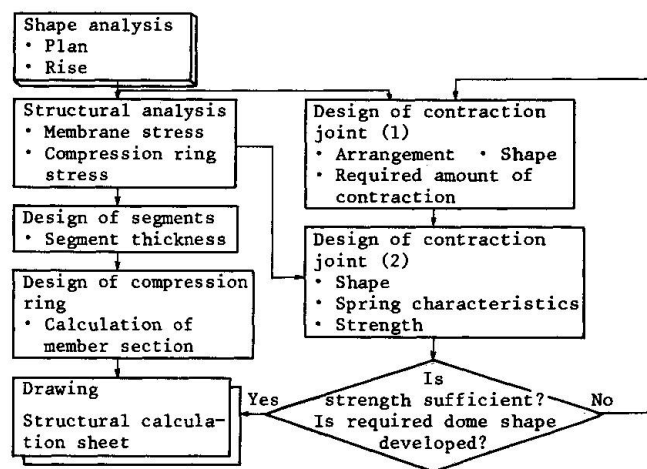 Shape analysis
・ Plan
・ Rise
Structural analysis
・ Membrane stress
・ Compression ring
stress
Design of segments
・ Segment thickness
Design of compression
ring
・ Calculation of
member section
Drawing
Structural calcula-
tion sheet
Design of contraction
joint (1)
・ Arrangement ・ Shape
・ Required amount of
contraction
Design of contraction
joint (2)
・ Shape
・ Spring characteristics
・ Strength
Is
strength sufficient?
Is required dome shape
developed?
Yes
No